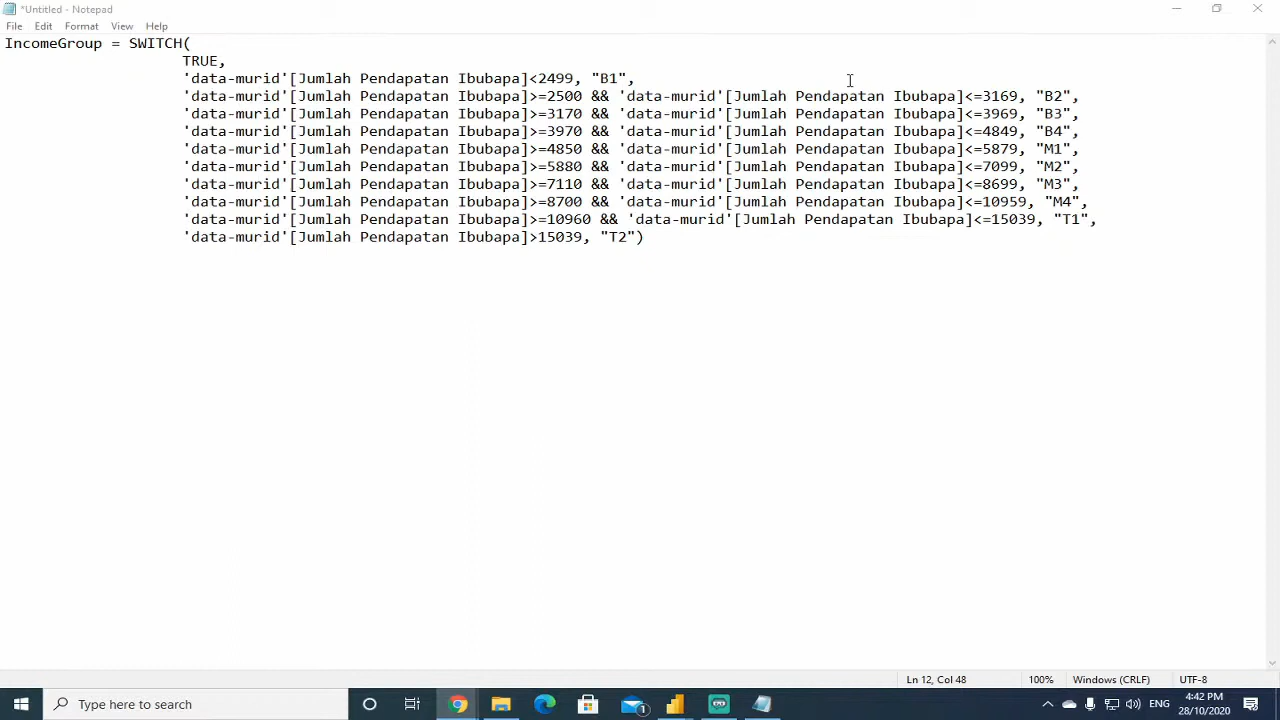 *Untitled - Notepad
File Edit Format View Help
IncomeGroup = SWITCH(
TRUE,
'data-murid'[Jumlah Pendapatan Ibubapa]<2499, "B1",
'data-murid'[Jumlah Pendapatan Ibubapa]>=2500 && 'data-murid'[Jumlah Pendapatan Ibubapa]<=3169, "B2",
'data-murid'[Jumlah Pendapatan Ibubapa]>=3170 && 'data-murid'[Jumlah Pendapatan Ibubapa]<=3969, "B3",
'data-murid'[Jumlah Pendapatan Ibubapa]>=3970 && 'data-murid'[Jumlah Pendapatan Ibubapa]<=4849, "B4",
'data-murid'[Jumlah Pendapatan Ibubapa]>=4850 && 'data-murid'[Jumlah Pendapatan Ibubapa]<=5879, "M1",
'data-murid'[Jumlah Pendapatan Ibubapa]>=5880 && 'data-murid'[Jumlah Pendapatan Ibubapa]<=7099, "M2",
'data-murid'[Jumlah Pendapatan Ibubapa]>=7110 && 'data-murid'[Jumlah Pendapatan Ibubapa]<=8699, "M3",
'data-murid'[Jumlah Pendapatan Ibubapa]>=8700 && 'data-murid'[Jumlah Pendapatan Ibubapa]<=10959, "M4",
'data-murid'[Jumlah Pendapatan Ibubapa]>=10960 && 'data-murid'[Jumlah Pendapatan Ibubapa]<=15039, "T1",
'data-murid'[Jumlah Pendapatan Ibubapa]>15039, "T2")
Ln 12, Col 48 100% Windows (CRLF) UTF-8
Type here to search
1
ENG
4:42 PM
28/10/2020